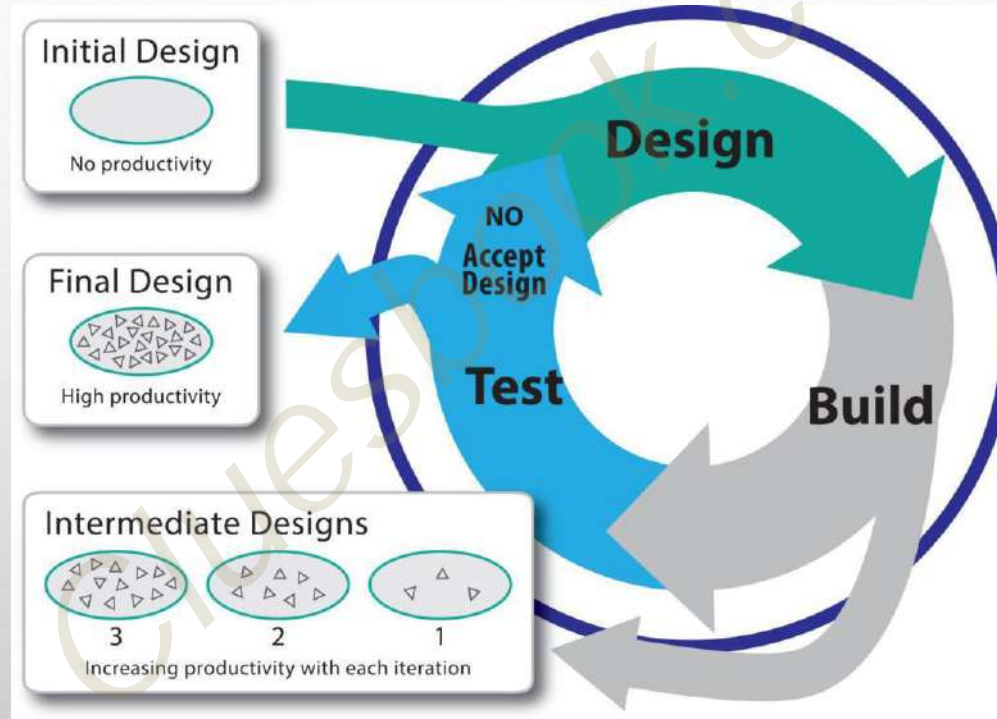 Initial Design
No productivity
Final Design
High productivity
Intermediate Designs
3 2 1
Increasing productivity with each iteration
Design
Build
Test
NO
Accept
Design